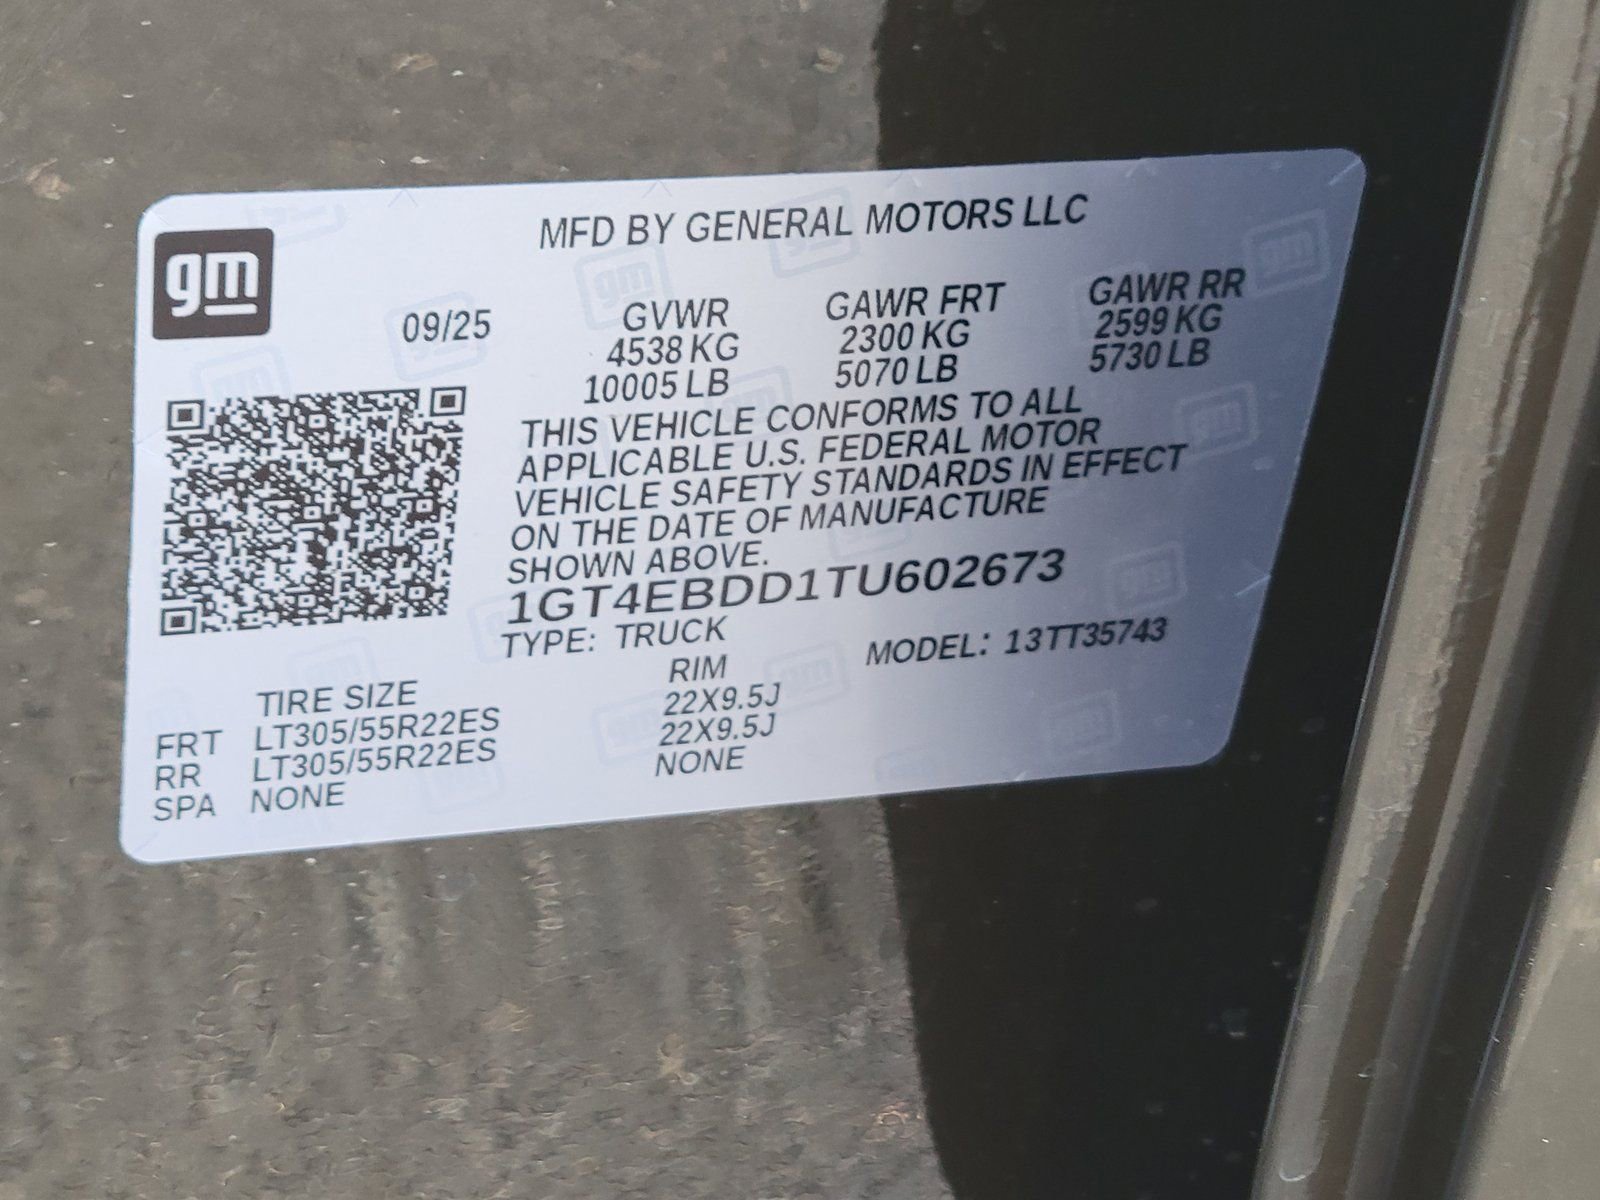 MFD BY GENERAL MOTORS LLC
gm
09/25
GVWR GAWR FRT GAWR RR
4538 KG 2300 KG 2599 KG
10005 LB 5070 LB 5730 LB
THIS VEHICLE CONFORMS TO ALL
APPLICABLE U.S. FEDERAL MOTOR
VEHICLE SAFETY STANDARDS IN EFFECT
ON THE DATE OF MANUFACTURE
SHOWN ABOVE.
1GT4EBDD1TU602673
TYPE: TRUCK MODEL: 13TT35743
TIRE SIZE RIM
FRT LT305/55R22ES 22X9.5J
RR LT305/55R22ES 22X9.5J
SPA NONE NONE